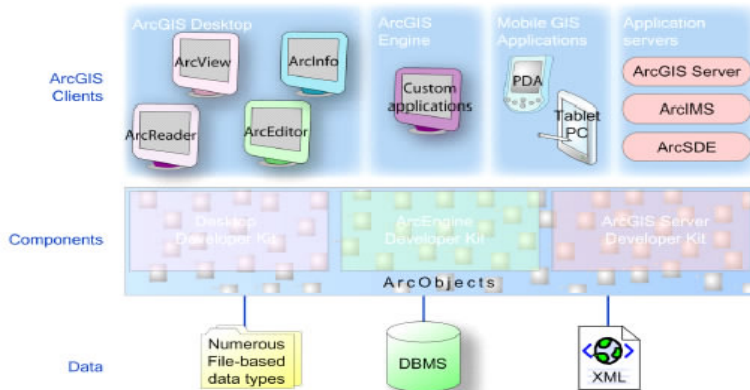 ArcGIS Desktop
ArcGIS
Engine
Mobile GIS
Applications
Application
servers
ArcGIS
Clients
ArcView
ArcInfo
ArcReader
ArcEditor
Custom
applications
PDA
Tablet
PC
ArcGIS Server
ArcIMS
ArcSDE
Components
Desktop
Developer Kit
ArcEngine
Developer Kit
ArcGIS Server
Developer Kit
ArcObjects
Data
Numerous
File-based
data types
DBMS
XML